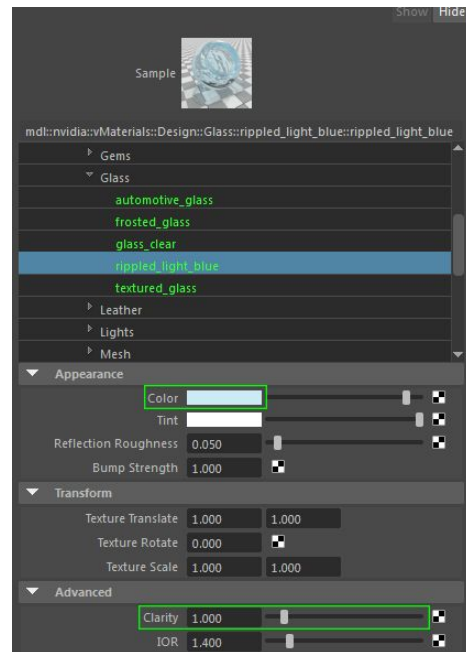 Show Hide
Sample
mdl::nvidia::vMaterials::Design::Glass::rippled_light_blue::rippled_light_blue
Gems
Glass
automotive_glass
frosted_glass
glass_clear
rippled_light_blue
textured_glass
Leather
Lights
Mesh
Appearance
Color
Tint
Reflection Roughness 0.050
Bump Strength 1.000
Transform
Texture Translate 1.000 1.000
Texture Rotate 0.000
Texture Scale 1.000 1.000
Advanced
Clarity 1.000
IOR 1.400